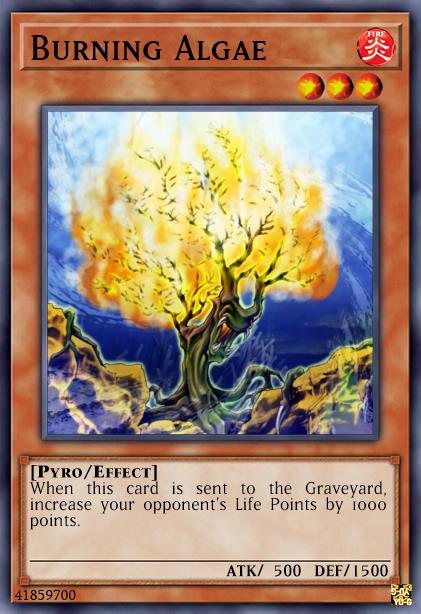 Burning Algae
FIRE
炎
[Pyro/Effect]
When this card is sent to the Graveyard,
increase your opponent's Life Points by 1000
points.
ATK/ 500 DEF/1500
41859700